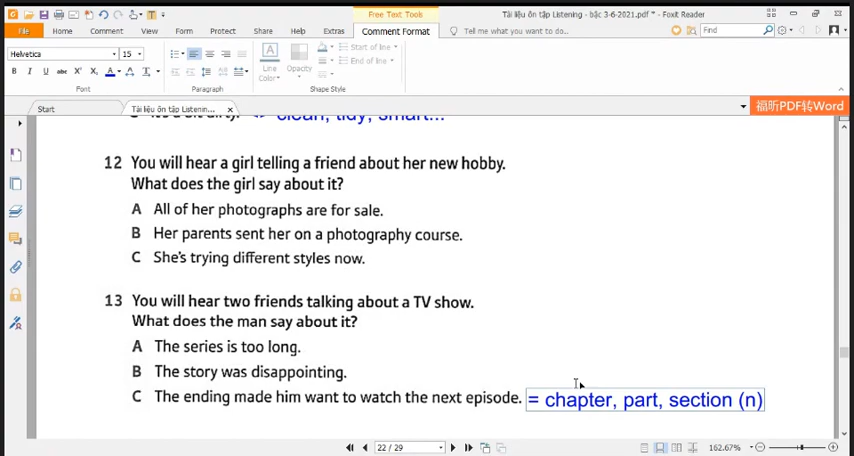 Free Text Tools
Tài liệu ôn tập Listening - bậc 3-6-2021.pdf * - Foxit Reader
File Home Comment View Form Protect Share Help Extras Comment Format Tell me what you want to do... Find
Helvetica 15
Line Color Opacity Start of Line
End of Line
Font Paragraph Shape Style
Start Tài liệu ôn tập Listenin... 福昕PDF转Word
C It's a bit dirty. <> clean, tidy, smart...
12 You will hear a girl telling a friend about her new hobby.
What does the girl say about it?
A All of her photographs are for sale.
B Her parents sent her on a photography course.
C She's trying different styles now.
13 You will hear two friends talking about a TV show.
What does the man say about it?
A The series is too long.
B The story was disappointing.
C The ending made him want to watch the next episode. = chapter, part, section (n)
22 / 29 162.67%